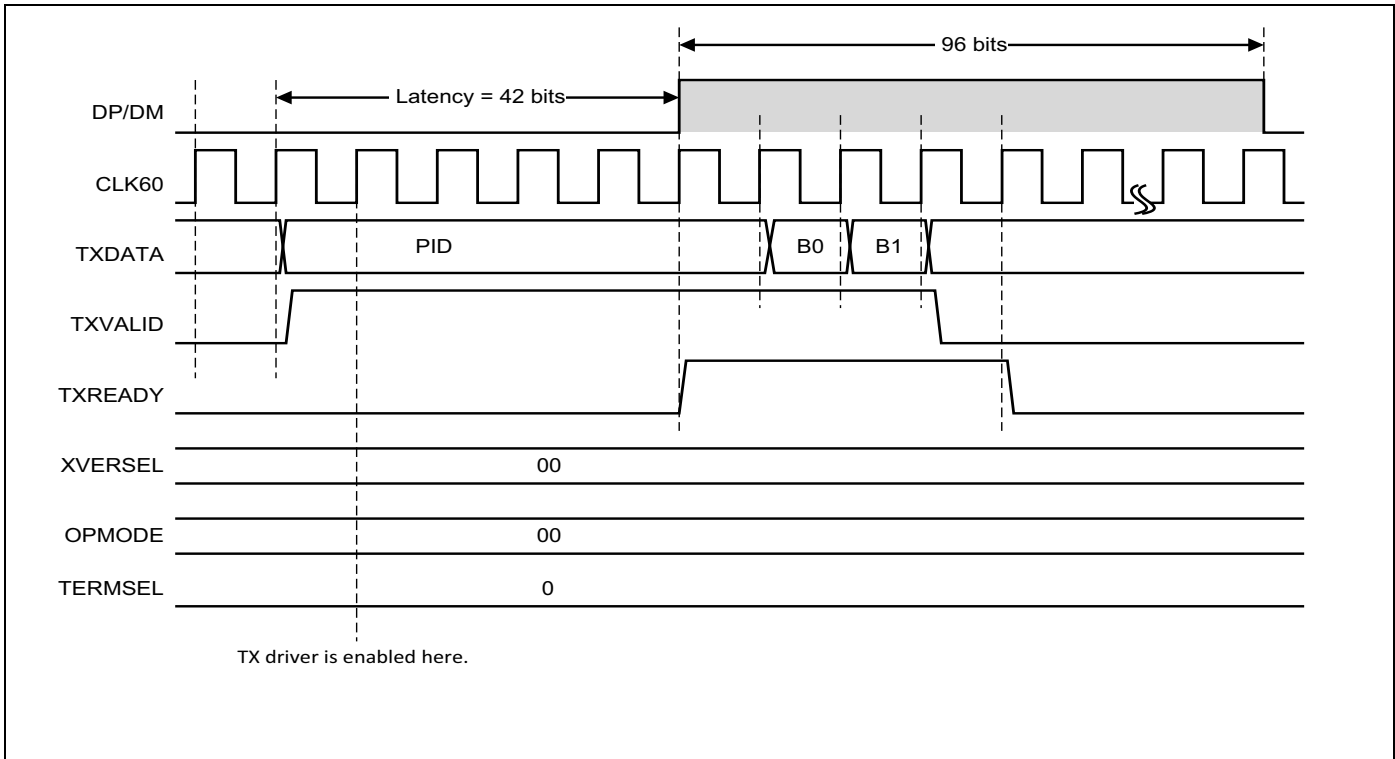 96 bits
Latency = 42 bits
DP/DM
CLK60
TXDATA
PID
B0
B1
TXVALID
TXREADY
XVERSEL
00
OPMODE
00
TERMSEL
0
TX driver is enabled here.